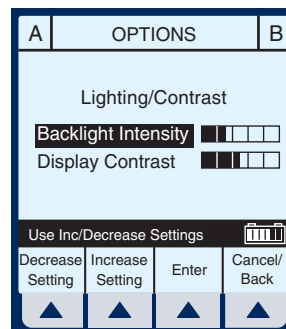 A OPTIONS B
Lighting/Contrast
Backlight Intensity
Display Contrast
Use Inc/Decrease Settings
Decrease Setting
Increase Setting
Enter
Cancel/ Back